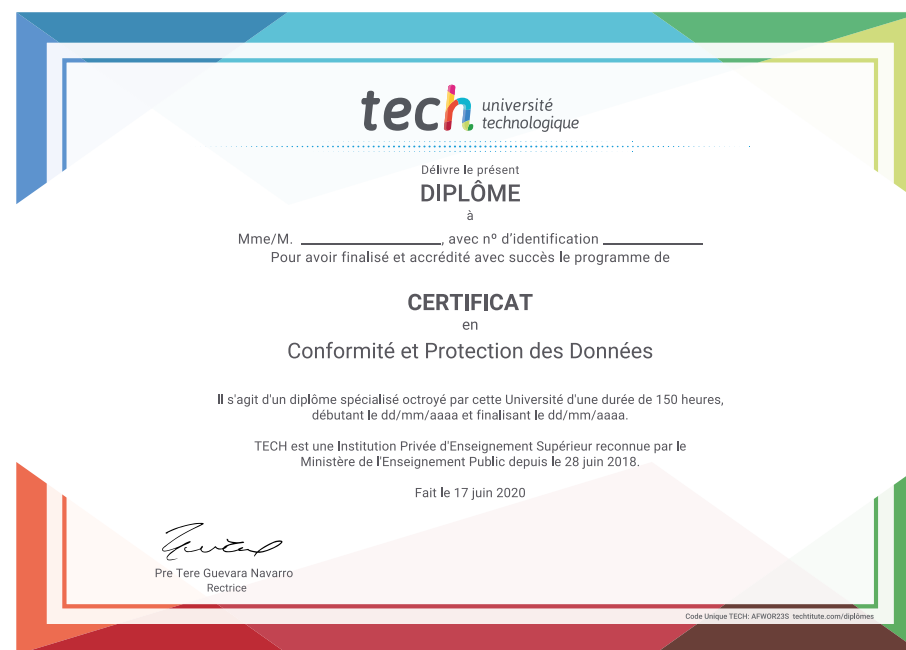 tech université
technologique
Délivre le présent
DIPLÔME
à
Mme/M. ____________________, avec nº d'identification ______________
Pour avoir finalisé et accrédité avec succès le programme de
CERTIFICAT
en
Conformité et Protection des Données
Il s'agit d'un diplôme spécialisé octroyé par cette Université d'une durée de 150 heures,
débutant le dd/mm/aaaa et finalisant le dd/mm/aaaa.
TECH est une Institution Privée d'Enseignement Supérieur reconnue par le
Ministère de l'Enseignement Public depuis le 28 juin 2018.
Fait le 17 juin 2020
Pre Tere Guevara Navarro
Rectrice
Code Unique TECH: AFWOR23S techtitute.com/diplômes